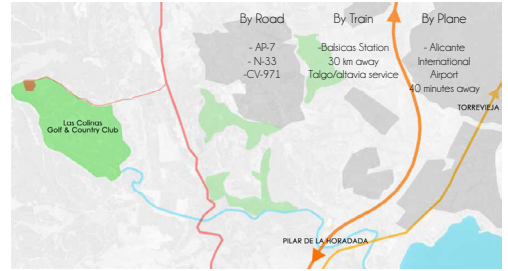 By Road
- AP-7
- N-33
-CV-971
By Train
-Balsicas Station
30 km away
Talgo/altavia service
By Plane
- Alicante
International
Airport
40 minutes away
TORREVIEJA
Las Colinas
Golf & Country Club
PILAR DE LA HORADADA